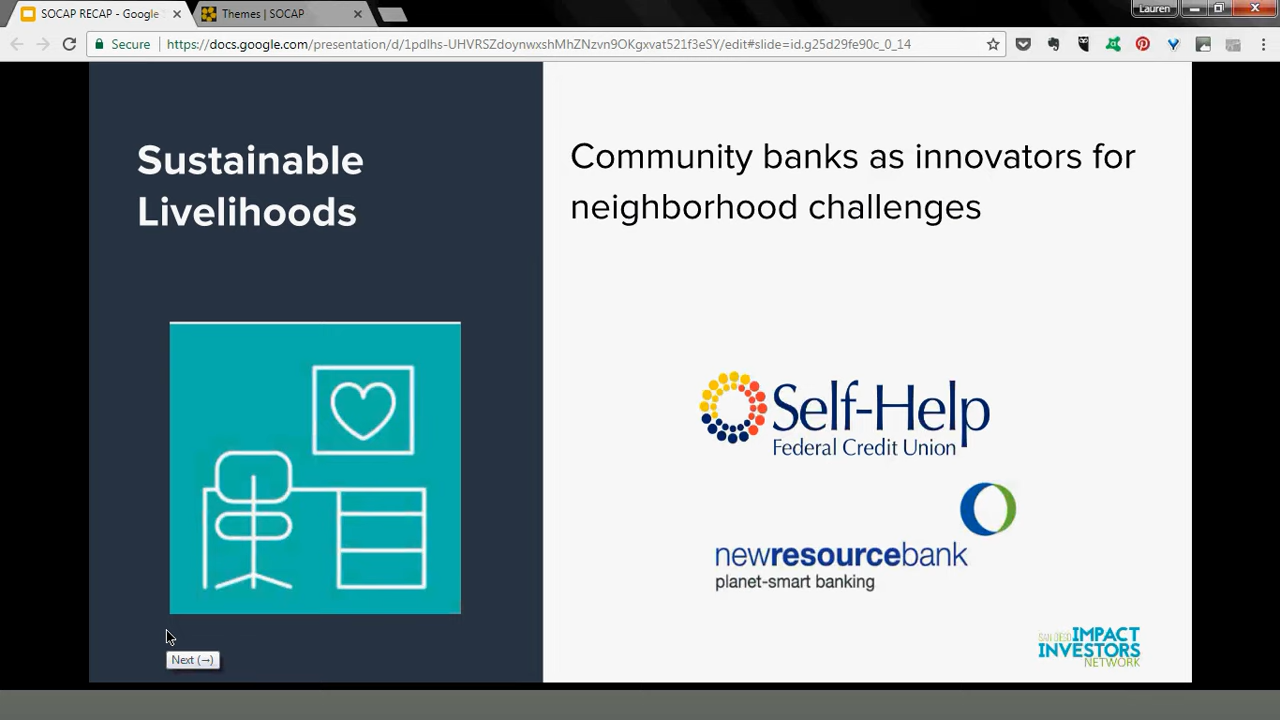 SOCAP RECAP - Google
Themes | SOCAP
Lauren
Secure
https://docs.google.com/presentation/d/1pdlhs-UHVRSZdoynwxshMhZNzvn9OKgxvat521f3eSY/edit#slide=id.g25d29fe90c_0_14
Sustainable
Livelihoods
Community banks as innovators for
neighborhood challenges
Self-Help
Federal Credit Union
newresourcebank
planet-smart banking
SAN DIEGO IMPACT
INVESTORS
NETWORK
Next (→)